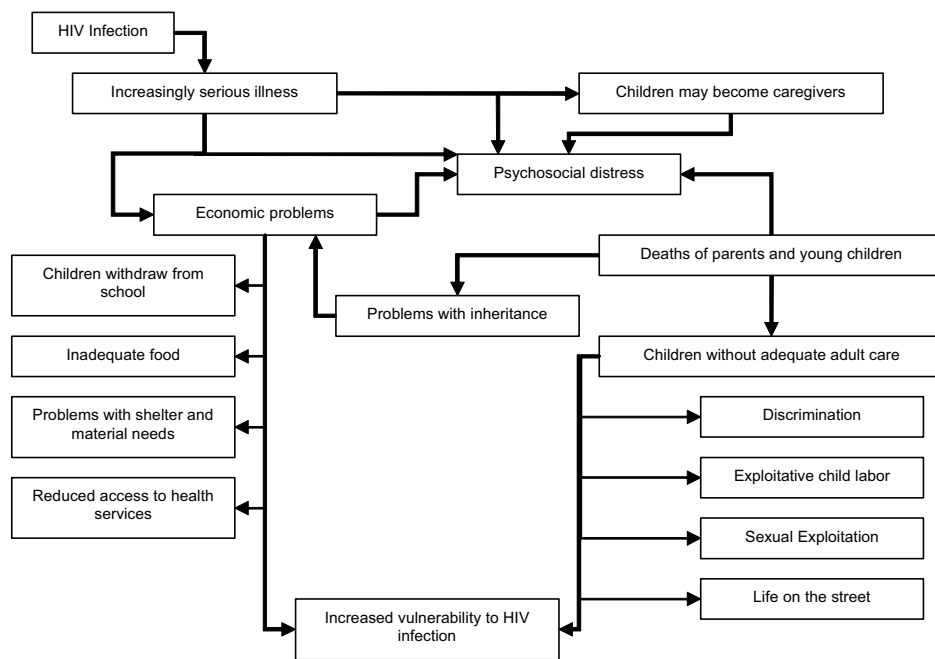 HIV Infection
Increasingly serious illness
Children may become caregivers
Psychosocial distress
Economic problems
Deaths of parents and young children
Children withdraw from
school
Problems with inheritance
Inadequate food
Children without adequate adult care
Problems with shelter and
material needs
Discrimination
Exploitative child labor
Reduced access to health
services
Sexual Exploitation
Life on the street
Increased vulnerability to HIV
infection